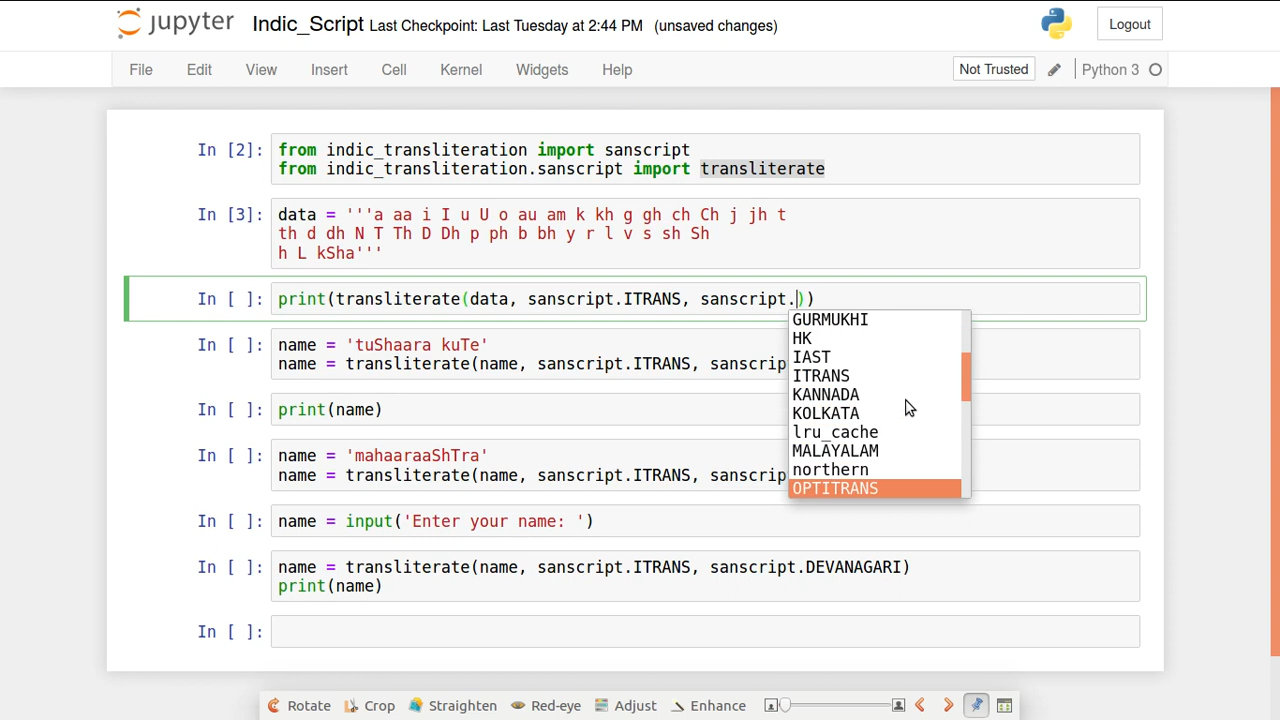 jupyter Indic_Script Last Checkpoint: Last Tuesday at 2:44 PM (unsaved changes) Logout
File Edit View Insert Cell Kernel Widgets Help Not Trusted Python 3
In [2]: from indic_transliteration import sanscript
from indic_transliteration.sanscript import transliterate
In [3]: data = '''a aa i I u U o au am k kh g gh ch Ch j jh t
th d dh N T Th D Dh p ph b bh y r l v s sh Sh
h L kSha'''
In [ ]: print(transliterate(data, sanscript.ITRANS, sanscript.))
GURMUKHI
HK
IAST
ITRANS
KANNADA
KOLKATA
lru_cache
MALAYALAM
northern
OPTITRANS
In [ ]: name = 'tuShaara kuTe'
name = transliterate(name, sanscript.ITRANS, sanscrip
In [ ]: print(name)
In [ ]: name = 'mahaaraaShTra'
name = transliterate(name, sanscript.ITRANS, sanscrip
In [ ]: name = input('Enter your name: ')
In [ ]: name = transliterate(name, sanscript.ITRANS, sanscript.DEVANAGARI)
print(name)
In [ ]:
Rotate Crop Straighten Red-eye Adjust Enhance